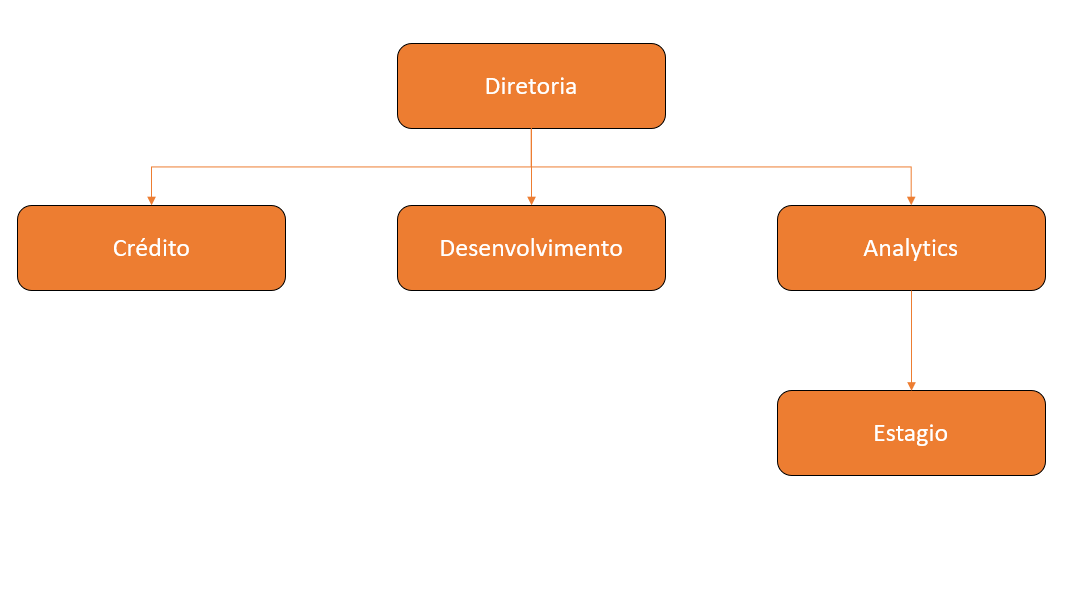 Diretoria
Crédito
Desenvolvimento
Analytics
Estagio